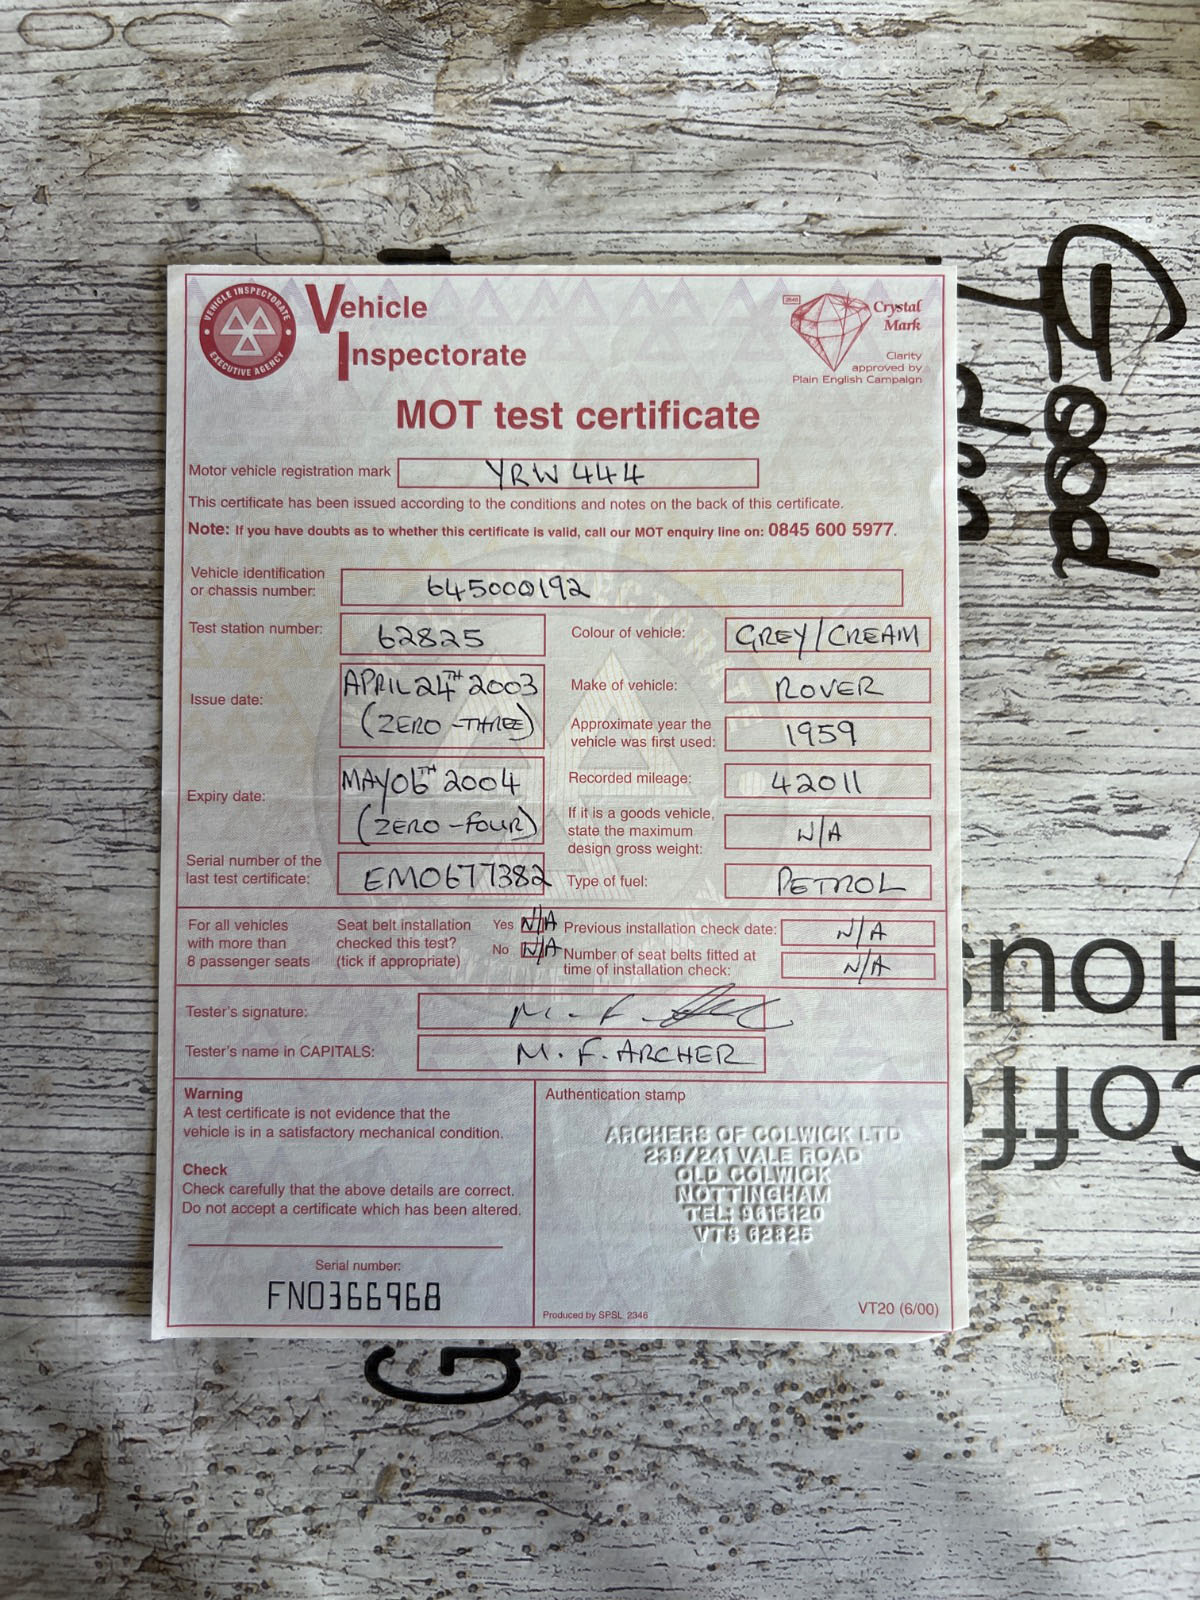 VEHICLE INSPECTORATE
EXECUTIVE AGENCY
Vehicle
Inspectorate
Crystal
Mark
Clarity
approved by
Plain English Campaign
MOT test certificate
Motor vehicle registration mark YRW 444
This certificate has been issued according to the conditions and notes on the back of this certificate.
Note: If you have doubts as to whether this certificate is valid, call our MOT enquiry line on: 0845 600 5977.
Vehicle identification
or chassis number: 645000192
Test station number: 62825
Colour of vehicle: GREY/CREAM
Issue date: APRIL 24TH 2003
(ZERO-THREE)
Make of vehicle: ROVER
Approximate year the
vehicle was first used: 1959
Expiry date: MAY 06TH 2004
(ZERO-FOUR)
Recorded mileage: 42011
If it is a goods vehicle,
state the maximum
design gross weight: N/A
Serial number of the
last test certificate: EM0677382
Type of fuel: PETROL
For all vehicles
with more than
8 passenger seats
Seat belt installation
checked this test?
(tick if appropriate)
Yes N/A
No N/A
Previous installation check date: N/A
Number of seat belts fitted at
time of installation check: N/A
Tester's signature: M. F.
Tester's name in CAPITALS: M. F. ARCHER
Warning
A test certificate is not evidence that the
vehicle is in a satisfactory mechanical condition.
Check
Check carefully that the above details are correct.
Do not accept a certificate which has been altered.
Serial number:
FN0366968
Authentication stamp
ARCHERS OF COLWICK LTD
239/241 VALE ROAD
OLD COLWICK
NOTTINGHAM
TEL: 9615120
VTS 62825
Produced by SPSL 2346
VT20 (6/00)
Good